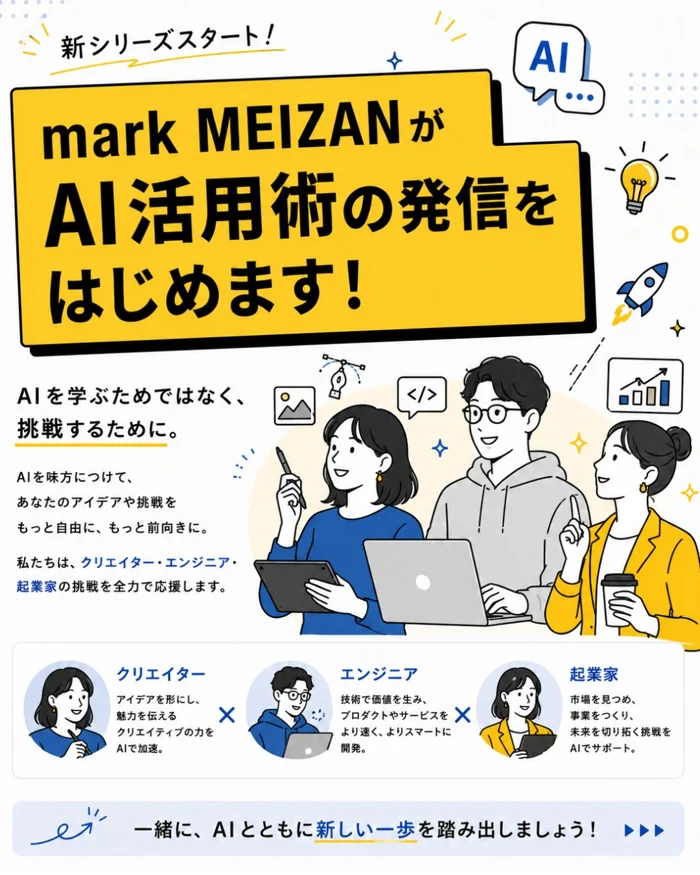 新シリーズスタート!
AI
mark MEIZANが
AI活用術の発信を
はじめます!
AIを学ぶためではなく、
挑戦するために。
</>
AIを味方につけて、
あなたのアイデアや挑戦を
もっと自由に、もっと前向きに。
私たちは、クリエイター・エンジニア・
起業家の挑戦を全力で応援します。
クリエイター
アイデアを形にし、
魅力を伝える
クリエイティブの力を
AIで加速。
×
エンジニア
技術で価値を生み、
プロダクトやサービスを
より速く、よりスマートに
開発。
×
起業家
市場を見つめ、
事業をつくり、
未来を切り拓く挑戦を
AIでサポート。
一緒に、AIとともに新しい一歩を踏み出しましょう!